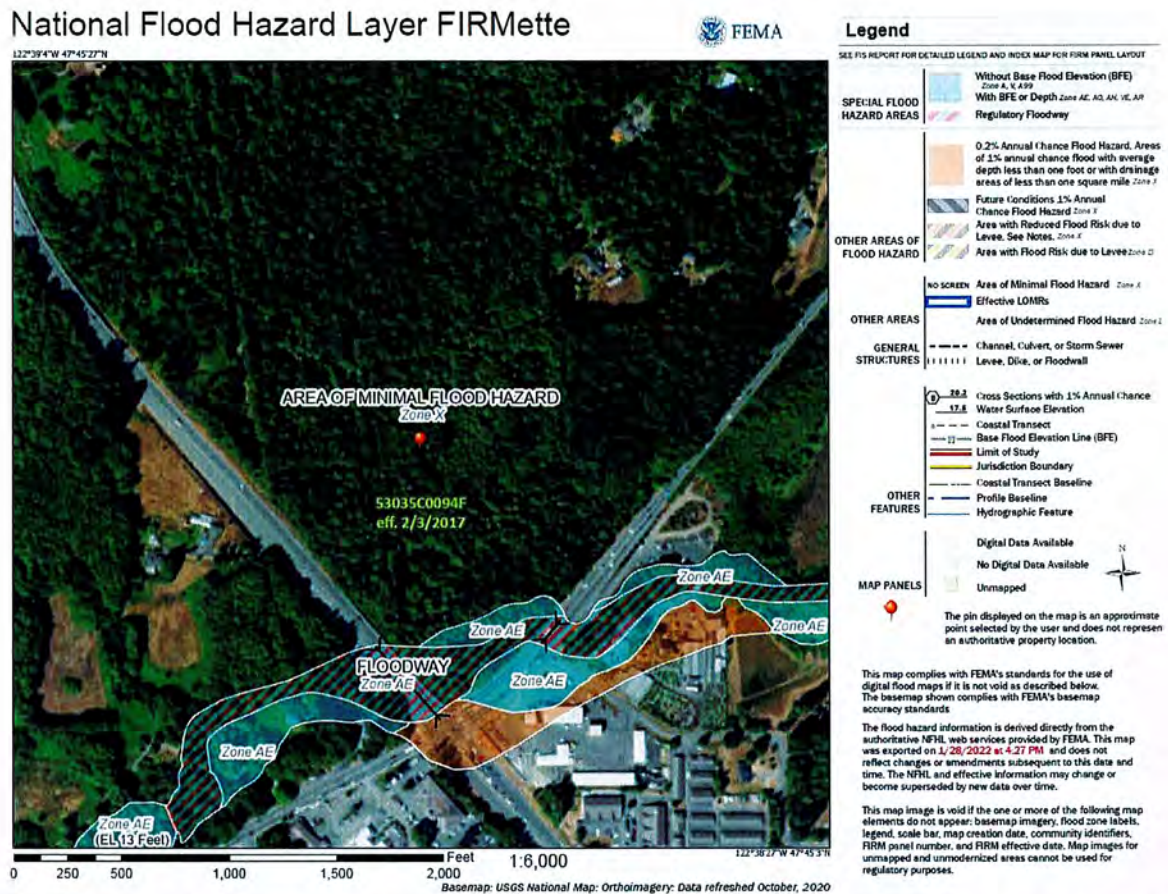 National Flood Hazard Layer FIRMette
FEMA
122°39'4"W 47°45'27"N
AREA OF MINIMAL FLOOD HAZARD
Zone X
53035C0094F
eff. 2/3/2017
Zone AE
Zone AE
Zone AE
FLOODWAY
Zone AE
Zone AE
Zone AE
Zone AE
(EL 13 Feet)
122°38'27"W 47°45'3"N
0 250 500 1,000 1,500 2,000
Feet
1:6,000
Basemap: USGS National Map: Orthoimagery: Data refreshed October, 2020
Legend
SEE FIS REPORT FOR DETAILED LEGEND AND INDEX MAP FOR FIRM PANEL LAYOUT
SPECIAL FLOOD
HAZARD AREAS
Without Base Flood Elevation (BFE)
Zone A, V, A99
With BFE or Depth Zone AE, AO, AH, VE, AR
Regulatory Floodway
0.2% Annual Chance Flood Hazard, Areas
of 1% annual chance flood with average
depth less than one foot or with drainage
areas of less than one square mile Zone X
Future Conditions 1% Annual
Chance Flood Hazard Zone X
Area with Reduced Flood Risk due to
Levee. See Notes. Zone X
Area with Flood Risk due to Levee Zone D
OTHER AREAS OF
FLOOD HAZARD
NO SCREEN Area of Minimal Flood Hazard Zone X
Effective LOMRs
OTHER AREAS
Area of Undetermined Flood Hazard
GENERAL
STRUCTURES
Channel, Culvert, or Storm Sewer
Levee, Dike, or Floodwall
20.2 Cross Sections with 1% Annual Chance
17.5 Water Surface Elevation
Coastal Transect
Base Flood Elevation Line (BFE)
Limit of Study
Jurisdiction Boundary
Coastal Transect Baseline
OTHER
FEATURES
Profile Baseline
Hydrographic Feature
Digital Data Available
No Digital Data Available
Unmapped
MAP PANELS
N
The pin displayed on the map is an approximate
point selected by the user and does not represen
an authoritative property location.
This map complies with FEMA's standards for the use of
digital flood maps if it is not void as described below.
The basemap shown complies with FEMA's basemap
accuracy standards
The flood hazard information is derived directly from the
authoritative NFHL web services provided by FEMA. This map
was exported on 1/28/2022 at 4:27 PM and does not
reflect changes or amendments subsequent to this date and
time. The NFHL and effective information may change or
become superseded by new data over time.
This map image is void if the one or more of the following map
elements do not appear: basemap imagery, flood zone labels,
legend, scale bar, map creation date, community identifiers,
FIRM panel number, and FIRM effective date. Map images for
unmapped and unmodernized areas cannot be used for
regulatory purposes.